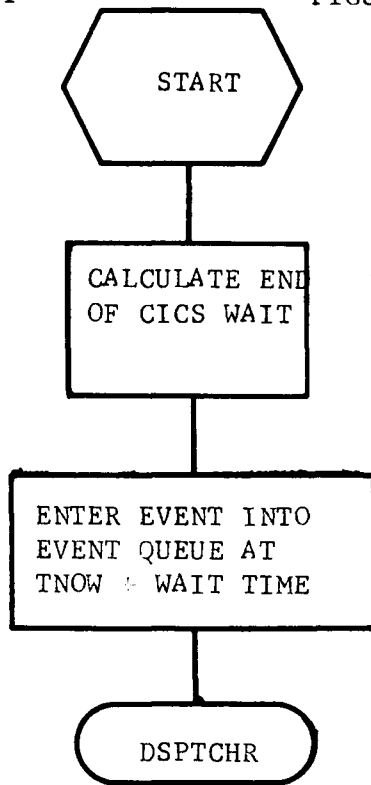 START
CALCULATE END
OF CICS WAIT
ENTER EVENT INTO
EVENT QUEUE AT
TNOW + WAIT TIME
DSPTCHR